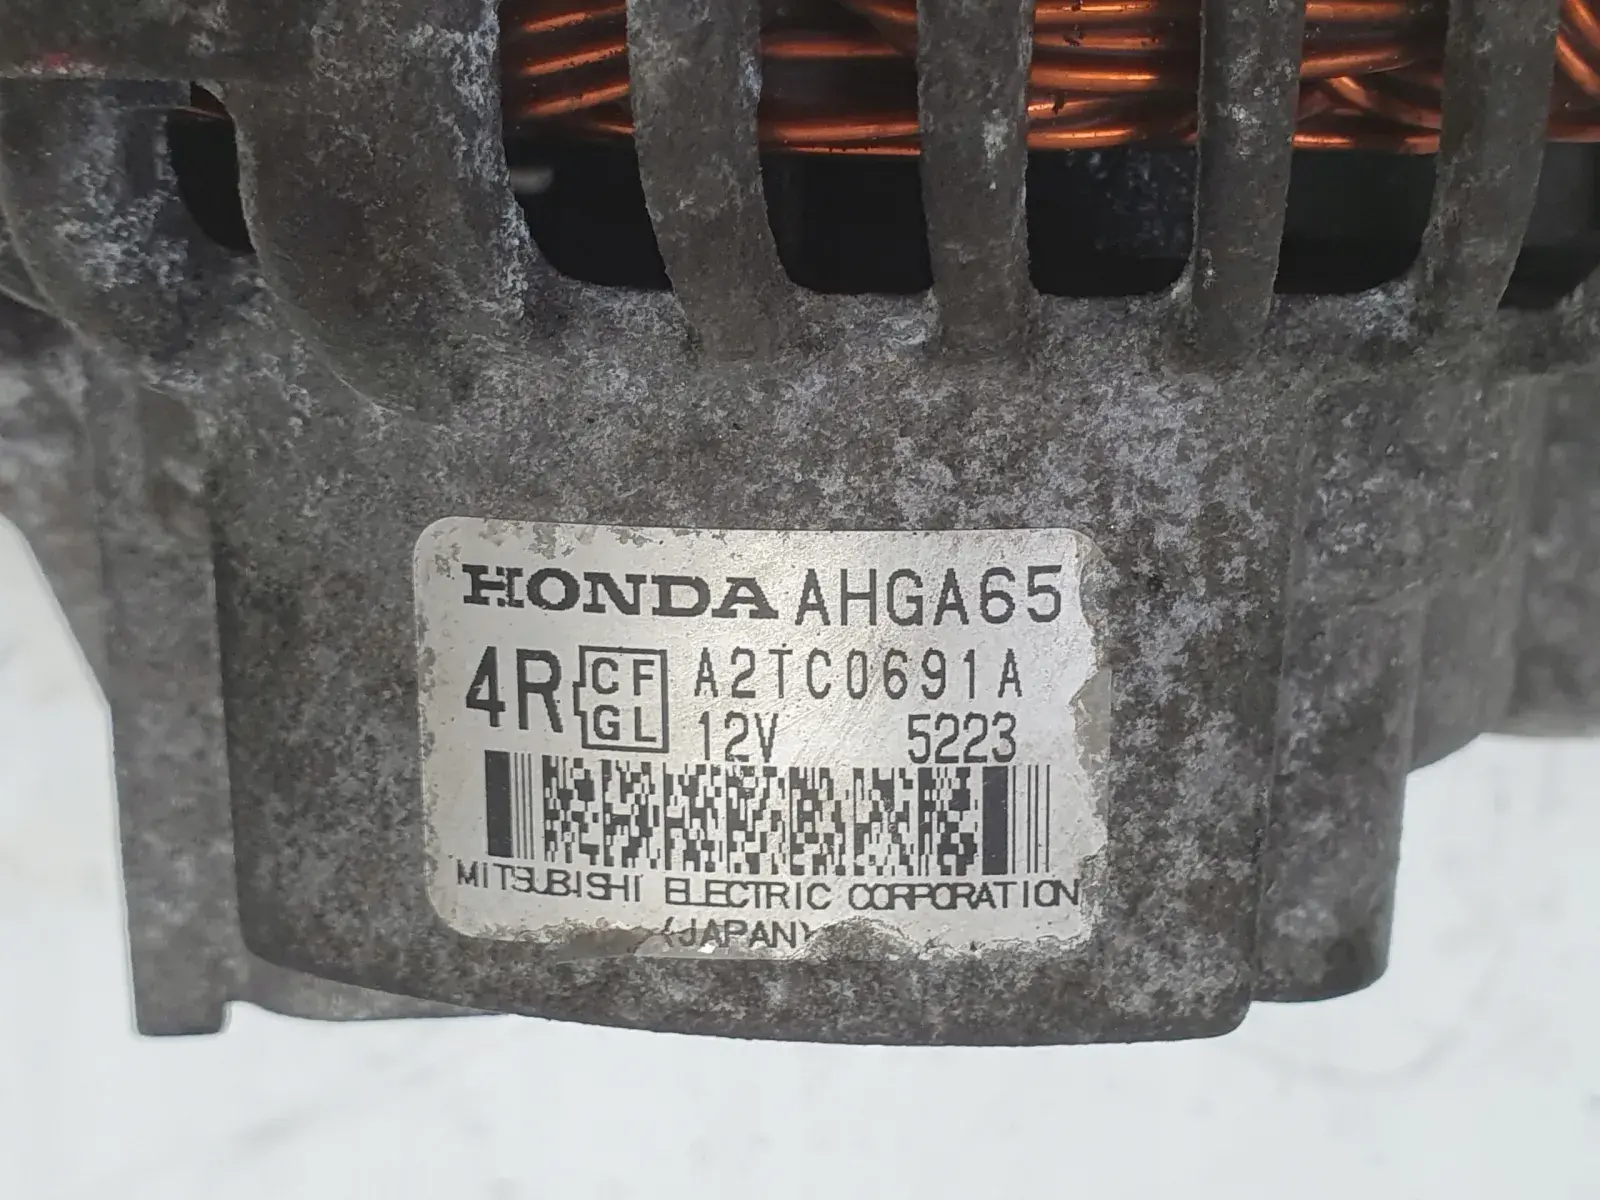 HONDA AHGA65
4R CF GL A2TC0691A
12V 5223
MITSUBISHI ELECTRIC CORPORATION
(JAPAN)